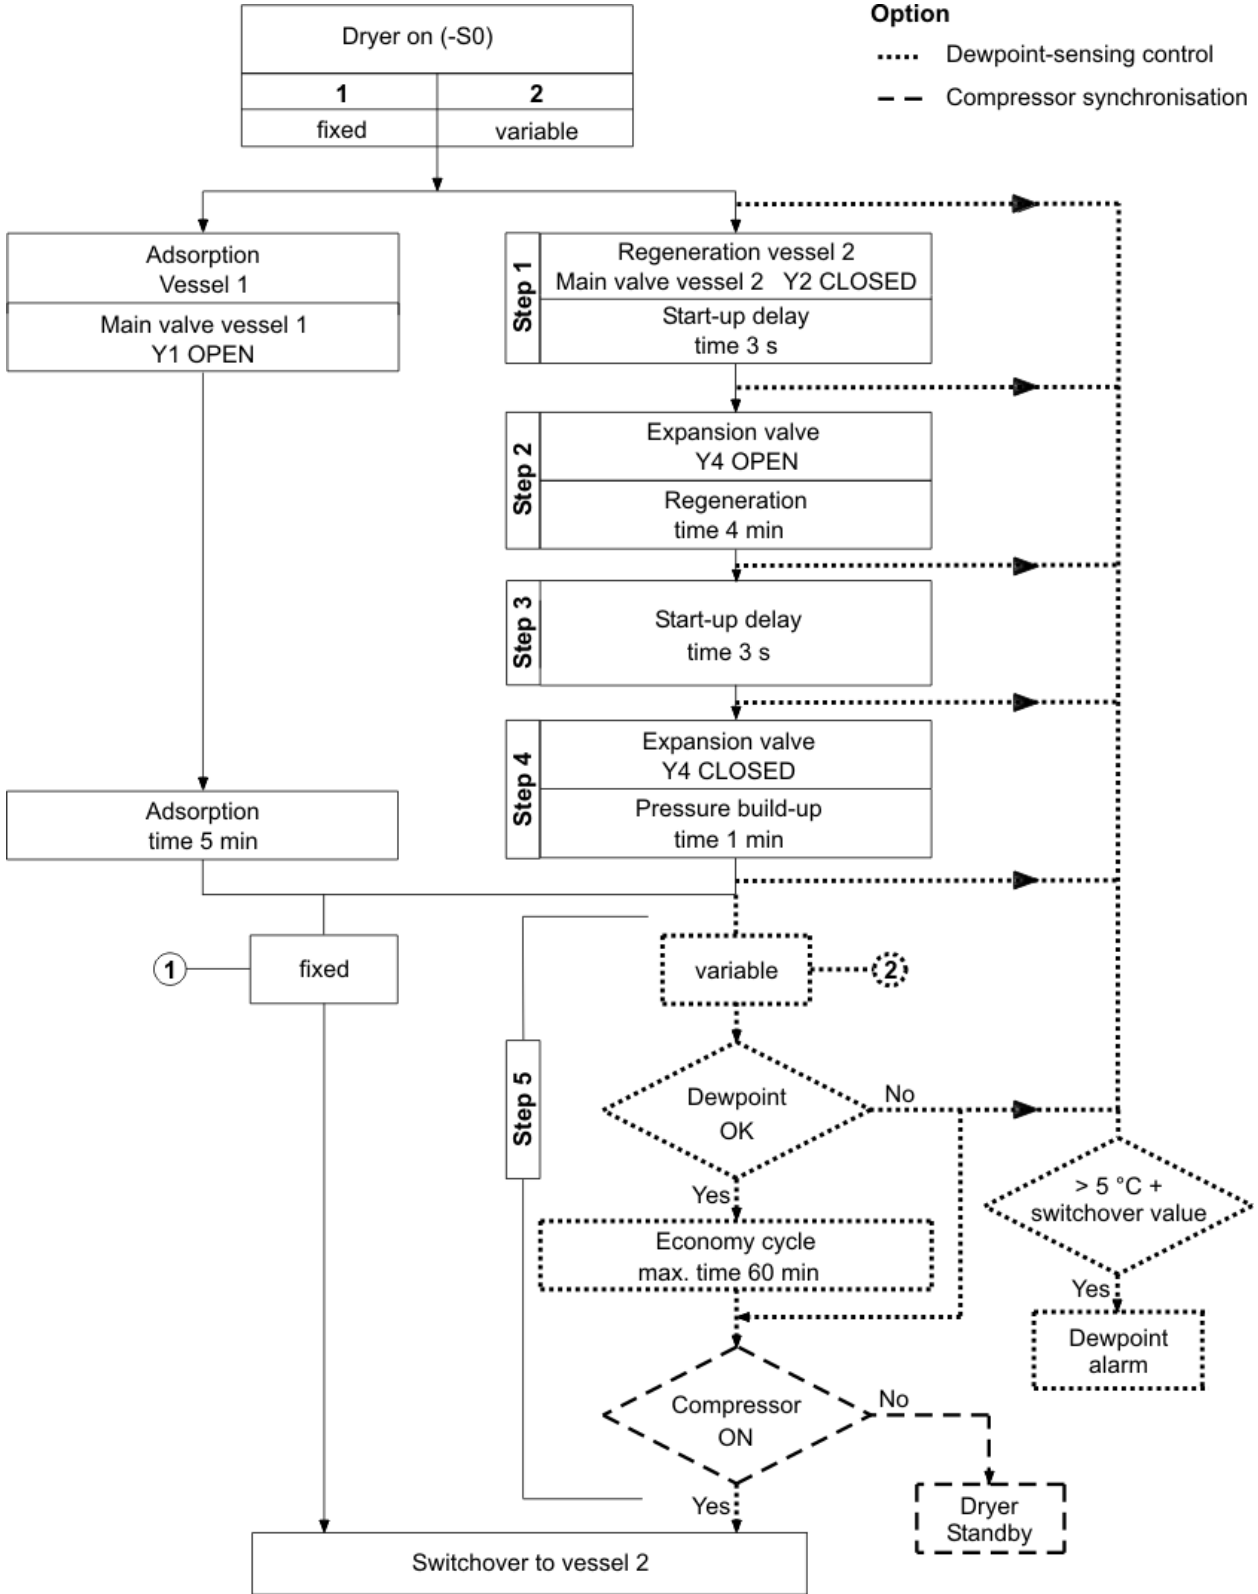 Option
Dryer on (-S0)
Dewpoint-sensing control
Compressor synchronisation
1
2
fixed
variable
Adsorption
Vessel 1
Main valve vessel 1
Y1 OPEN
Step 1
Regeneration vessel 2
Main valve vessel 2 Y2 CLOSED
Start-up delay
time 3 s
Step 2
Expansion valve
Y4 OPEN
Regeneration
time 4 min
Step 3
Start-up delay
time 3 s
Step 4
Expansion valve
Y4 CLOSED
Pressure build-up
time 1 min
Adsorption
time 5 min
1
fixed
variable
2
Step 5
Dewpoint
OK
No
Yes
> 5 °C +
switchover value
Yes
Dewpoint
alarm
Economy cycle
max. time 60 min
Compressor
ON
No
Yes
Dryer
Standby
Switchover to vessel 2